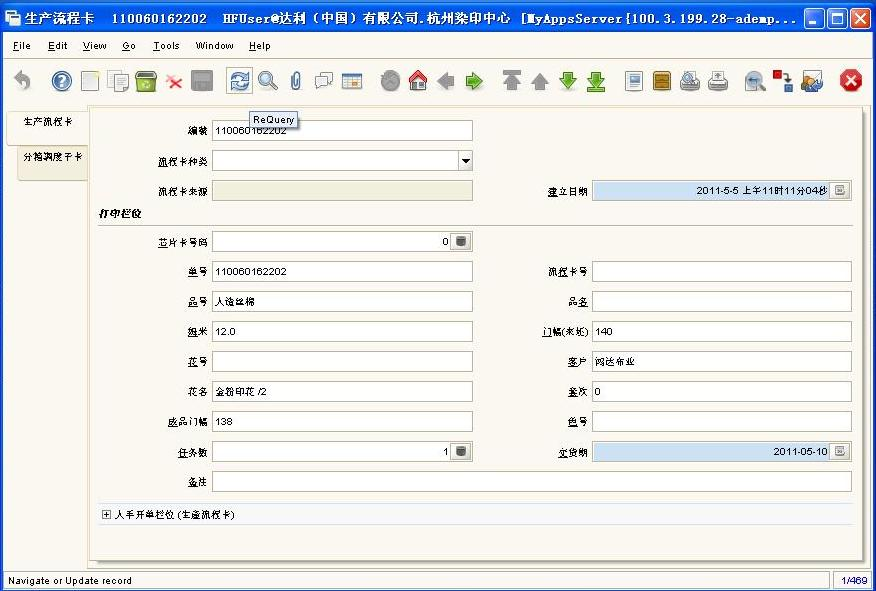 生产流程卡 110060162202 HFUser@达利（中国）有限公司.杭州染印中心 [MyAppsServer{100.3.199.28-ademp...
File Edit View Go Tools Window Help
ReQuery
生产流程卡
分档调度子卡
编號 110060162202
流程卡种类
流程卡来源 建立日期 2011-5-5 上午11时11分04秒
打印栏位
芯片卡号码 0
单号 110060162202 流程卡号
品号 人造丝棉 品名
姆米 12.0 门幅(来坯) 140
花号 客户 鸿达布业
花名 金粉印花 /2 套次 0
成品门幅 138 色号
任务数 1 交货期 2011-05-10
备注
人手开单栏位 (生產流程卡)
Navigate or Update record 1/469